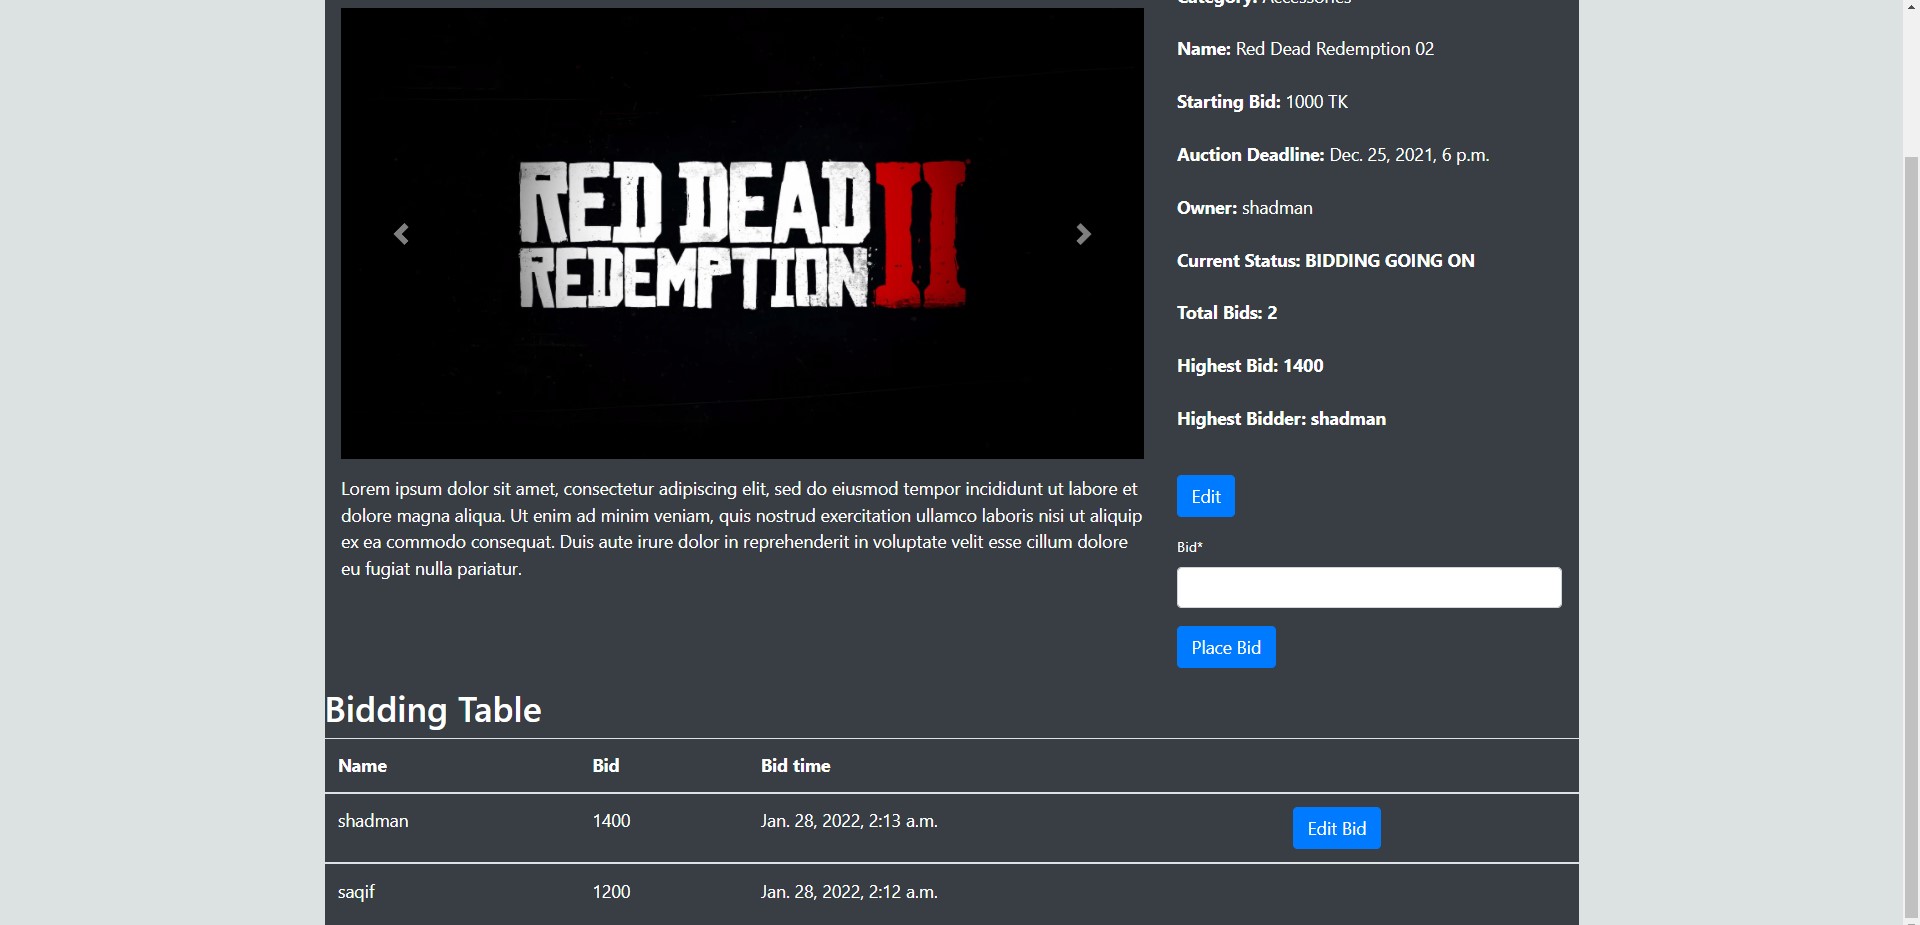 Category: Accessories
RED DEAD II
REDEMPTION
Name: Red Dead Redemption 02
Starting Bid: 1000 TK
Auction Deadline: Dec. 25, 2021, 6 p.m.
Owner: shadman
Current Status: BIDDING GOING ON
Total Bids: 2
Highest Bid: 1400
Highest Bidder: shadman
Lorem ipsum dolor sit amet, consectetur adipiscing elit, sed do eiusmod tempor incididunt ut labore et
dolore magna aliqua. Ut enim ad minim veniam, quis nostrud exercitation ullamco laboris nisi ut aliquip
ex ea commodo consequat. Duis aute irure dolor in reprehenderit in voluptate velit esse cillum dolore
eu fugiat nulla pariatur.
Edit
Bid*
Place Bid
Bidding Table
Name Bid Bid time
shadman 1400 Jan. 28, 2022, 2:13 a.m. Edit Bid
saqif 1200 Jan. 28, 2022, 2:12 a.m.